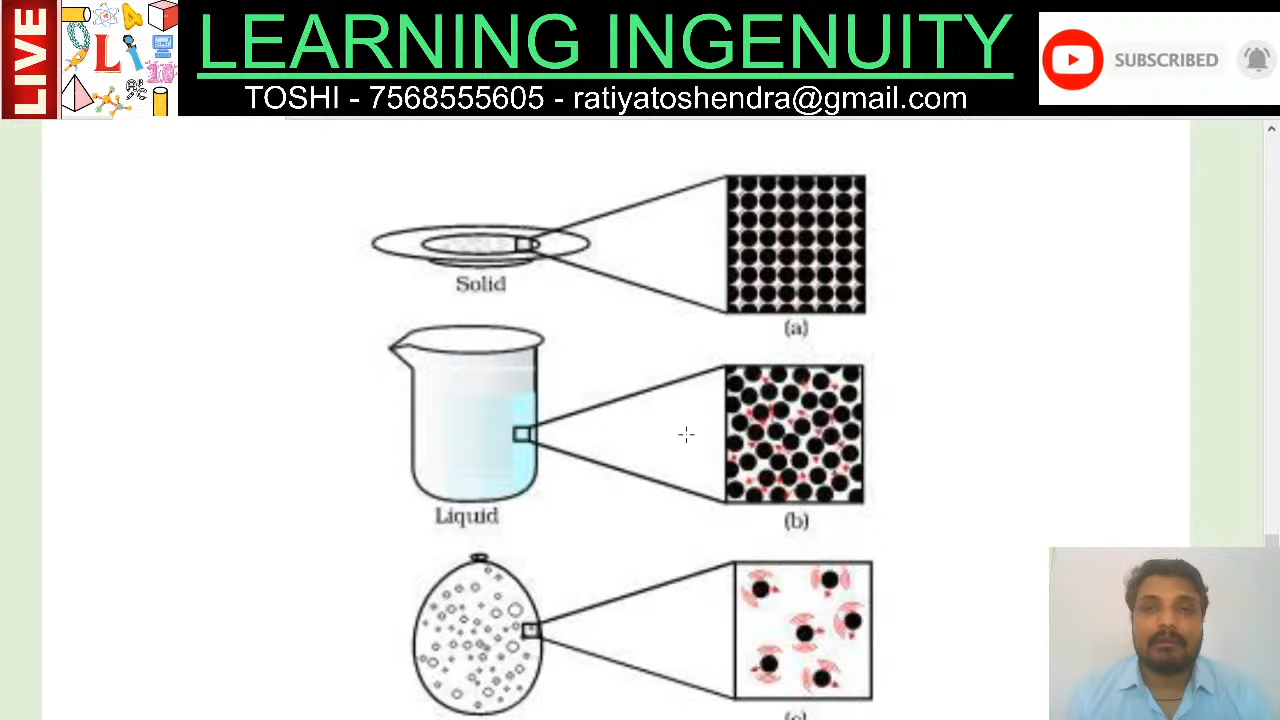 LIVE
LEARNING INGENUITY
TOSHI - 7568555605 - ratiyatoshendra@gmail.com
SUBSCRIBED
Solid
(a)
Liquid
(b)